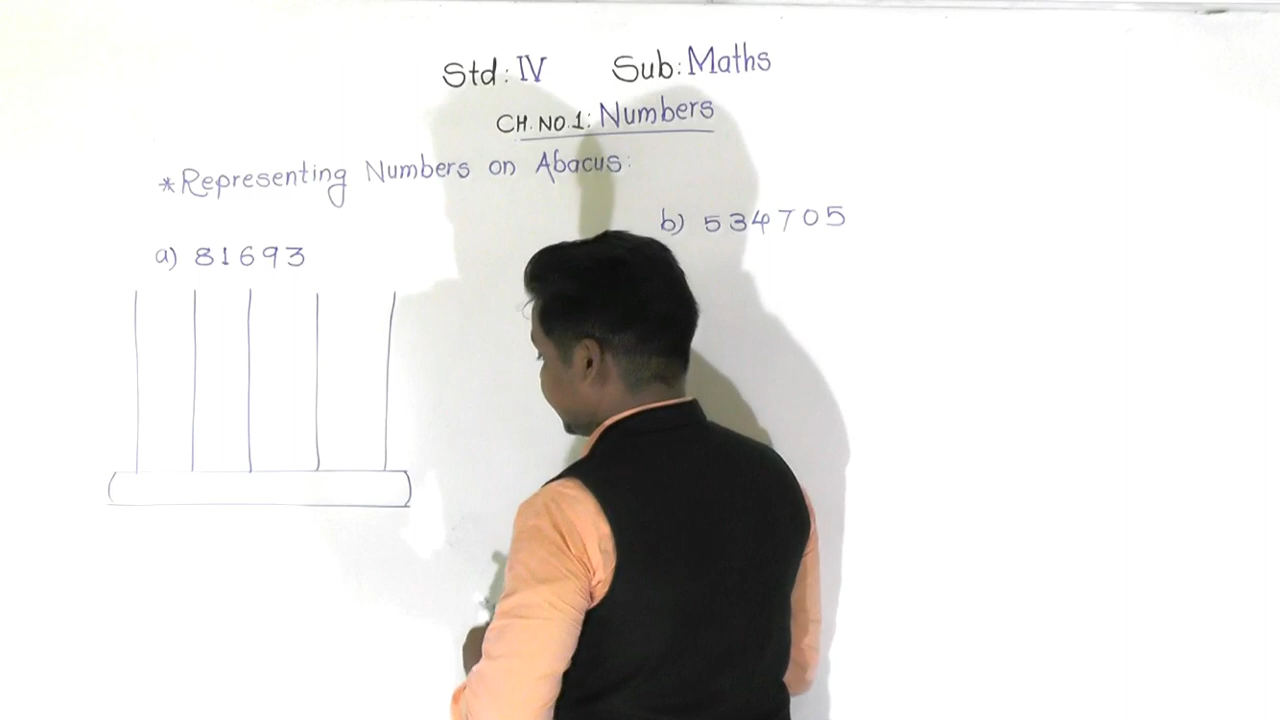 Std: IV Sub: Maths
CH. NO. 1: Numbers
*Representing Numbers on Abacus:
a) 81693
b) 534705